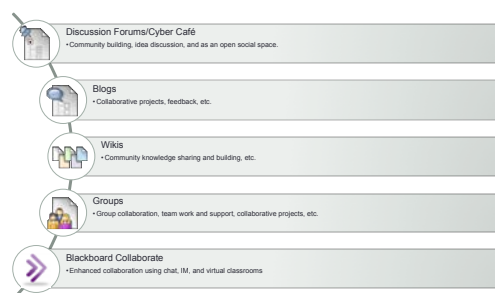 Discussion Forums/Cyber Café
•Community building, idea discussion, and as an open social space.
Blogs
•Collaborative projects, feedback, etc.
Wikis
•Community knowledge sharing and building, etc.
Groups
•Group collaboration, team work and support, collaborative projects, etc.
Blackboard Collaborate
•Enhanced collaboration using chat, IM, and virtual classrooms